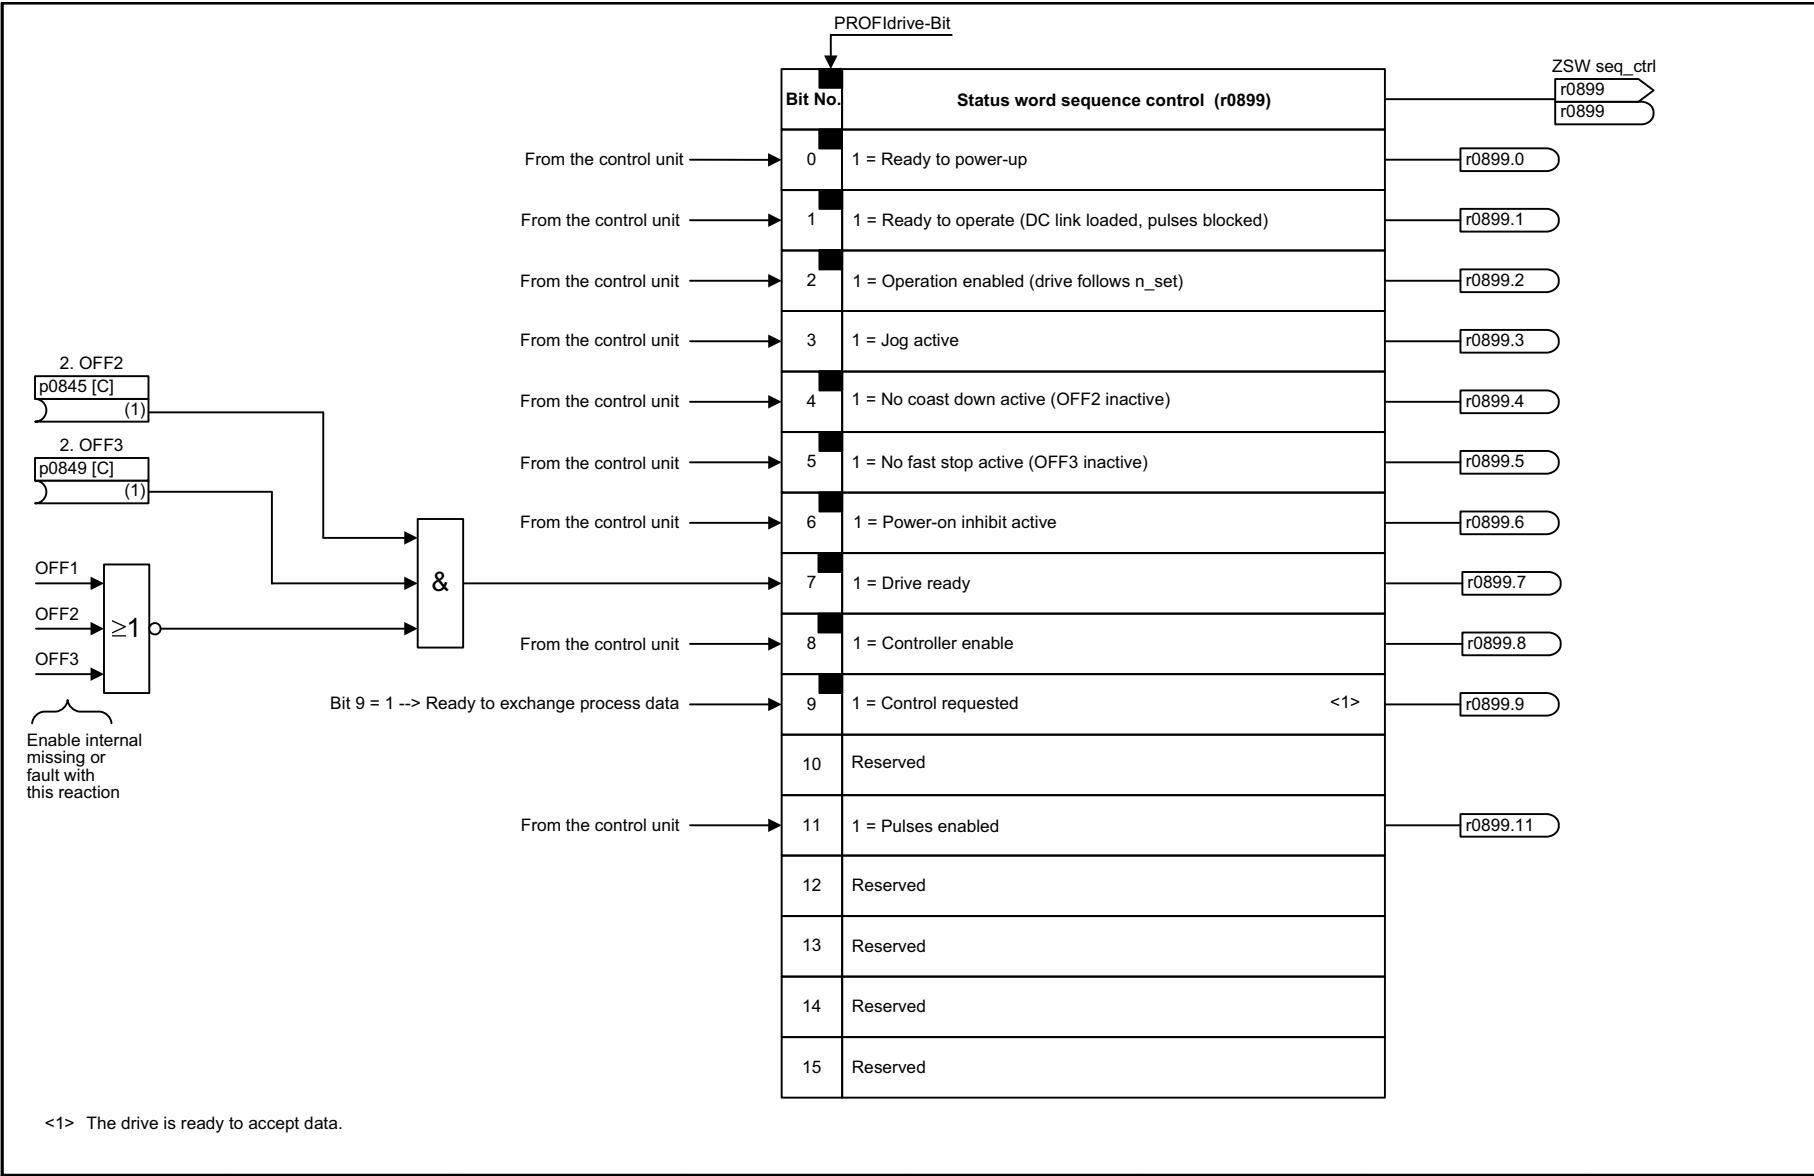 PROFIdrive-Bit
ZSW seq_ctrl
r0899
r0899
Bit No. Status word sequence control (r0899)
From the control unit 0 1 = Ready to power-up r0899.0
From the control unit 1 1 = Ready to operate (DC link loaded, pulses blocked) r0899.1
From the control unit 2 1 = Operation enabled (drive follows n_set) r0899.2
From the control unit 3 1 = Jog active r0899.3
2. OFF2
p0845 [C]
(1)
From the control unit 4 1 = No coast down active (OFF2 inactive) r0899.4
2. OFF3
p0849 [C]
(1)
From the control unit 5 1 = No fast stop active (OFF3 inactive) r0899.5
From the control unit 6 1 = Power-on inhibit active r0899.6
OFF1
OFF2
OFF3
≥1
&
7 1 = Drive ready r0899.7
From the control unit 8 1 = Controller enable r0899.8
Bit 9 = 1 --> Ready to exchange process data 9 1 = Control requested <1> r0899.9
Enable internal
missing or
fault with
this reaction
10 Reserved
From the control unit 11 1 = Pulses enabled r0899.11
12 Reserved
13 Reserved
14 Reserved
15 Reserved
<1> The drive is ready to accept data.